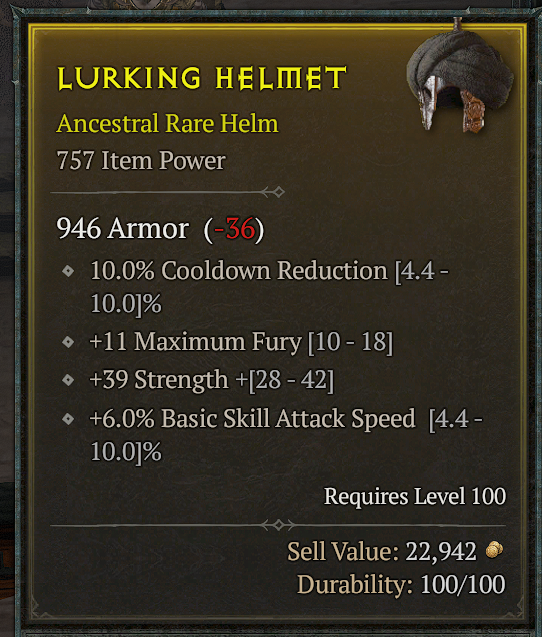 LURKING HELMET
Ancestral Rare Helm
757 Item Power
946 Armor (-36)
10.0% Cooldown Reduction [4.4 -
10.0]%
+11 Maximum Fury [10 - 18]
+39 Strength +[28 - 42]
+6.0% Basic Skill Attack Speed [4.4 -
10.0]%
Requires Level 100
Sell Value: 22,942
Durability: 100/100